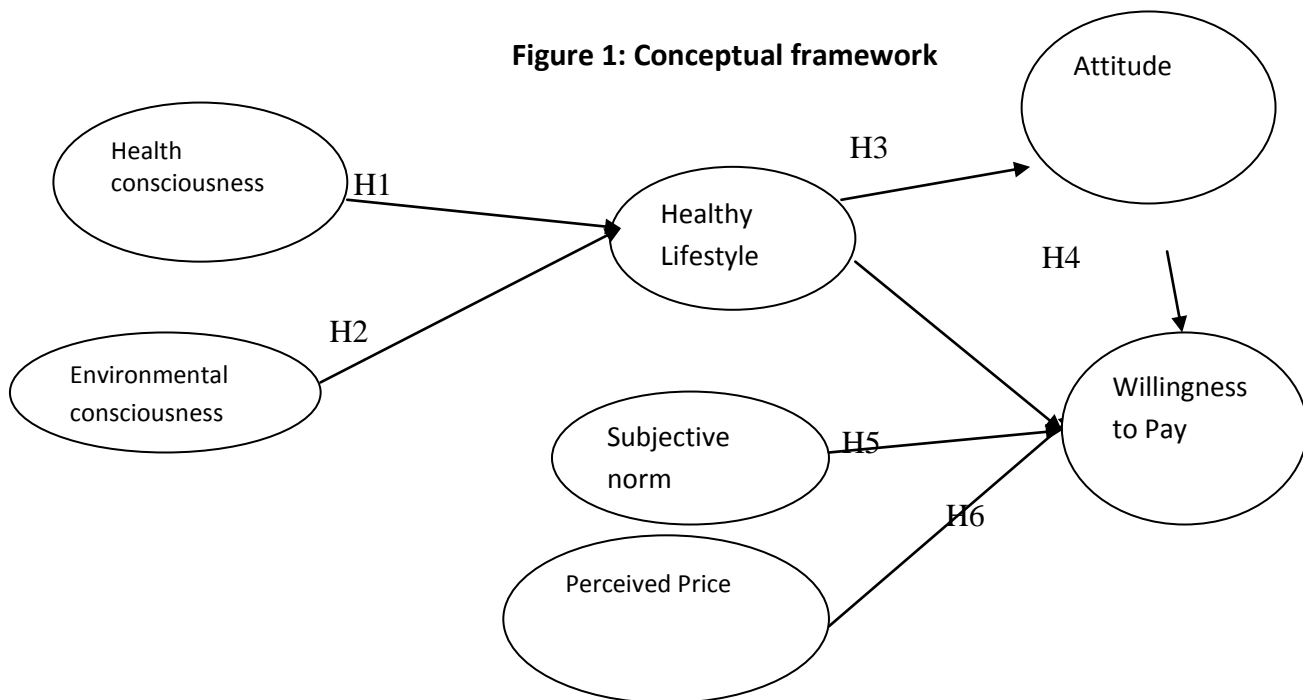 Figure 1: Conceptual framework
Attitude
Health
consciousness
H1
H3
Healthy
Lifestyle
H4
H2
Environmental
consciousness
Willingness
to Pay
Subjective
norm
H5
H6
Perceived Price